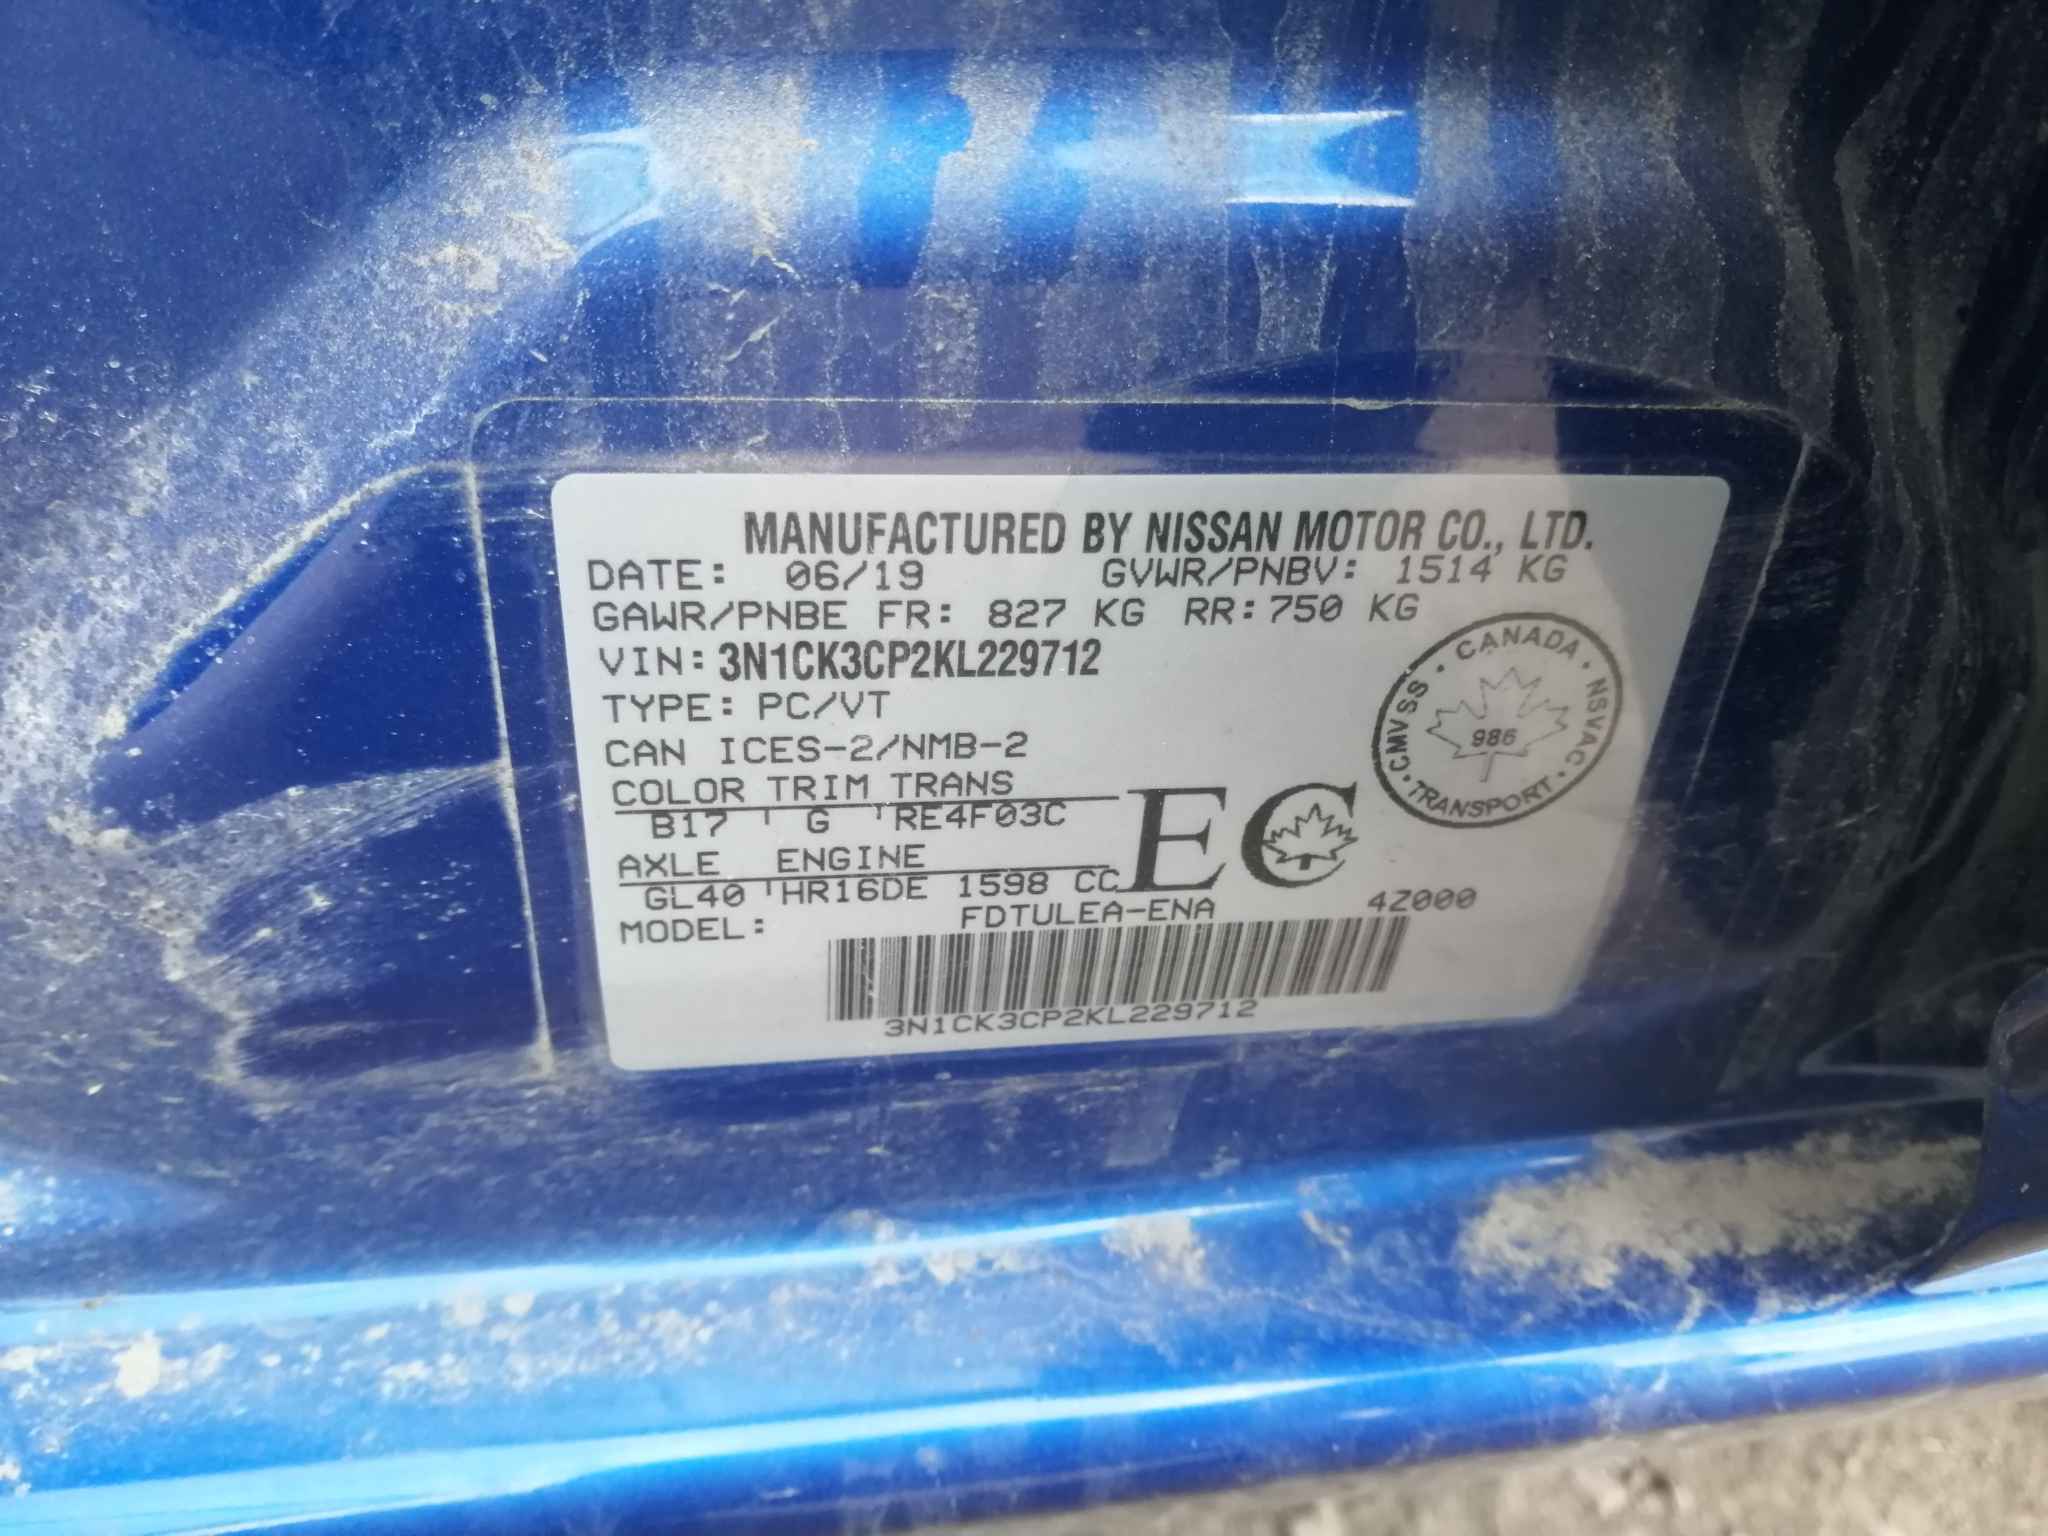 MANUFACTURED BY NISSAN MOTOR CO., LTD.
DATE: 06/19 GVWR/PNBV: 1514 KG
GAWR/PNBE FR: 827 KG RR: 750 KG
VIN: 3N1CK3CP2KL229712
TYPE: PC/VT
CAN ICES-2/NMB-2
COLOR TRIM TRANS
B17 G RE4F03C
AXLE ENGINE
GL40 HR16DE 1598 CC
MODEL: FDTULEA-ENA 4Z000
3N1CK3CP2KL229712
EC
CANADA · NSVAC · TRANSPORT · CMVSS ·
986